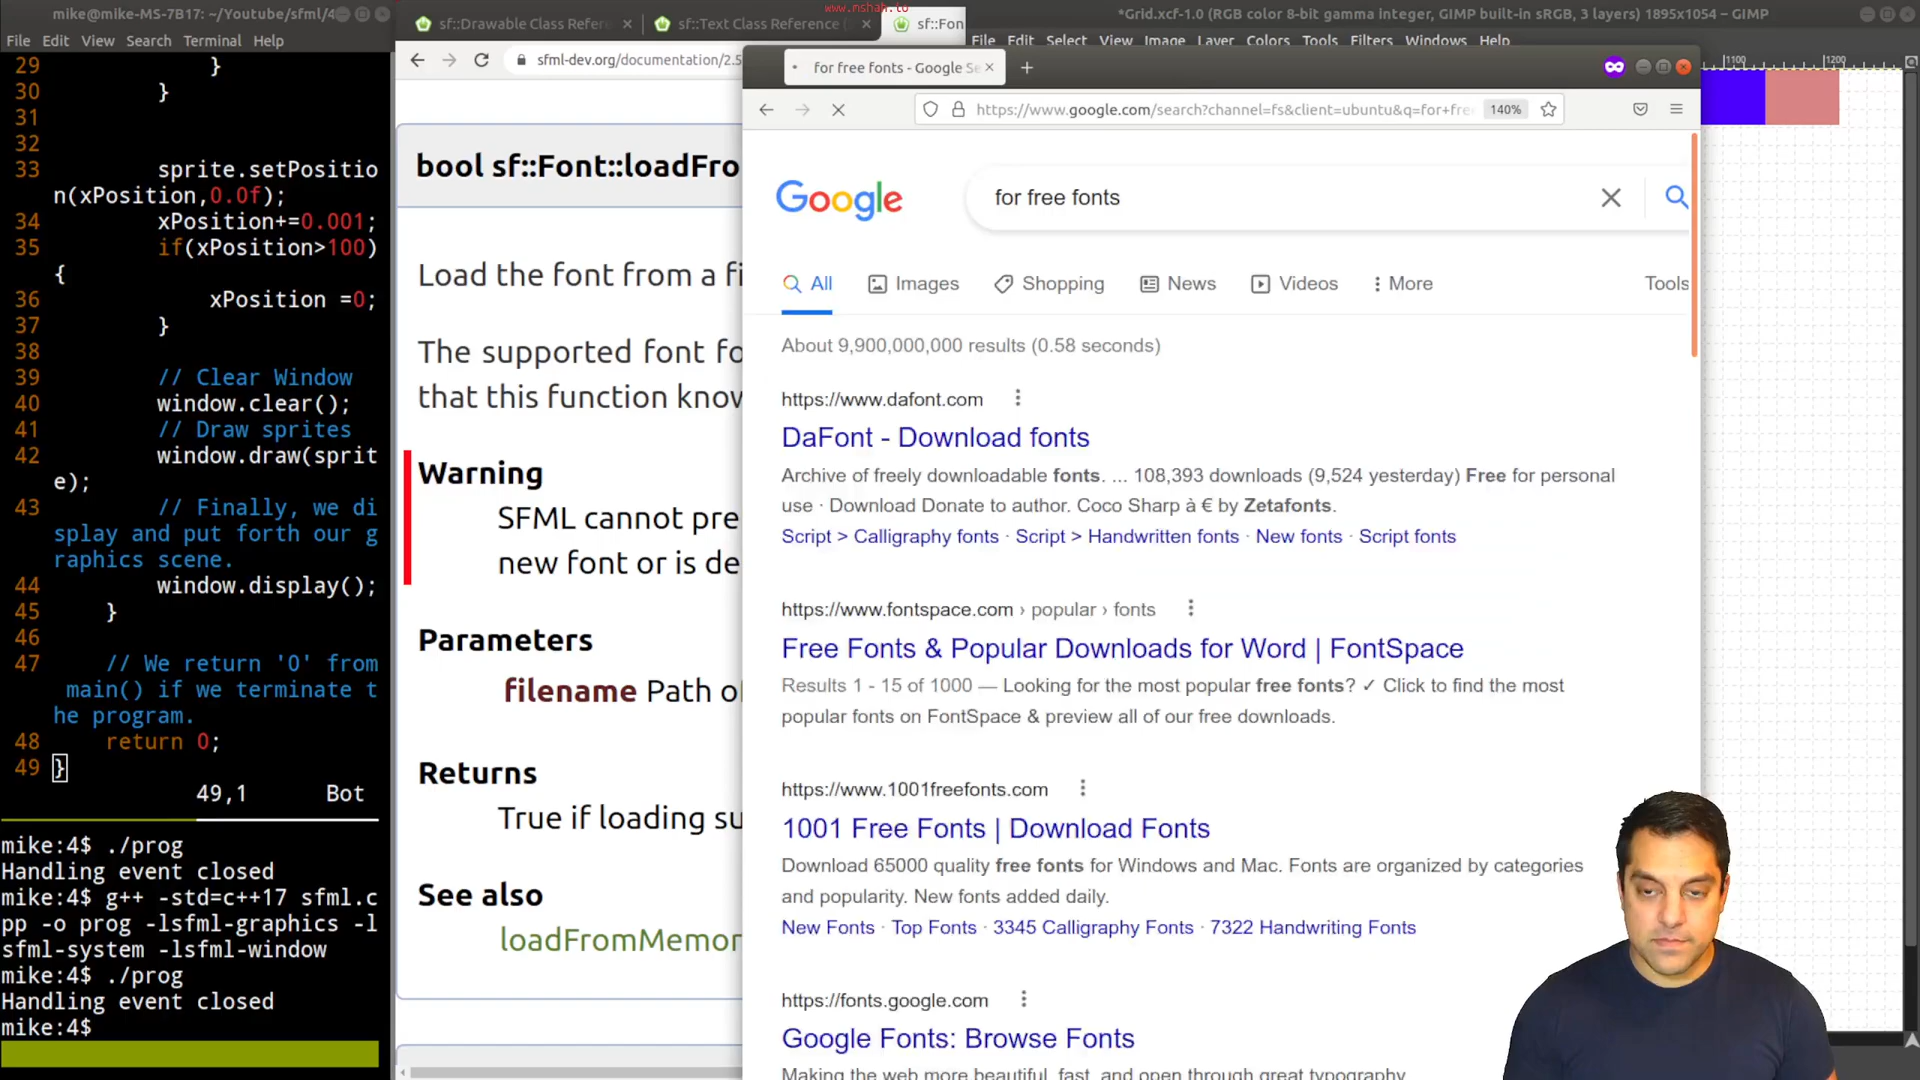 www.mshah.io
mike@mike-MS-7B17: ~/Youtube/sfml/4
File Edit View Search Terminal Help
29 }
30 }
31
32
33 sprite.setPositio
n(xPosition,0.0f);
34 xPosition+=0.001;
35 if(xPosition>100)
{
36 xPosition =0;
37 }
38
39 // Clear Window
40 window.clear();
41 // Draw sprites
42 window.draw(sprit
e);
43 // Finally, we di
splay and put forth our g
raphics scene.
44 window.display();
45 }
46
47 // We return '0' from
main() if we terminate t
he program.
48 return 0;
49 }
49,1 Bot
mike:4$ ./prog
Handling event closed
mike:4$ g++ -std=c++17 sfml.c
pp -o prog -lsfml-graphics -l
sfml-system -lsfml-window
mike:4$ ./prog
Handling event closed
mike:4$
sf::Drawable Class Refer
sf::Text Class Reference (
sf::Fon
sfml-dev.org/documentation/2.5
bool sf::Font::loadFro
Load the font from a fi
The supported font fo
that this function know
Warning
SFML cannot pre
new font or is de
Parameters
filename Path o
Returns
True if loading su
See also
loadFromMemor
*Grid.xcf-1.0 (RGB color 8-bit gamma integer, GIMP built-in sRGB, 3 layers) 1895x1054 – GIMP
File Edit Select View Image Layer Colors Tools Filters Windows Help
1100 1200
for free fonts - Google Se
https://www.google.com/search?channel=fs&client=ubuntu&q=for+fre
140%
Google
for free fonts
All Images Shopping News Videos More Tools
About 9,900,000,000 results (0.58 seconds)
https://www.dafont.com
DaFont - Download fonts
Archive of freely downloadable fonts. ... 108,393 downloads (9,524 yesterday) Free for personal
use · Download Donate to author. Coco Sharp à € by Zetafonts.
Script > Calligraphy fonts · Script > Handwritten fonts · New fonts · Script fonts
https://www.fontspace.com › popular › fonts
Free Fonts & Popular Downloads for Word | FontSpace
Results 1 - 15 of 1000 — Looking for the most popular free fonts? ✓ Click to find the most
popular fonts on FontSpace & preview all of our free downloads.
https://www.1001freefonts.com
1001 Free Fonts | Download Fonts
Download 65000 quality free fonts for Windows and Mac. Fonts are organized by categories
and popularity. New fonts added daily.
New Fonts · Top Fonts · 3345 Calligraphy Fonts · 7322 Handwriting Fonts
https://fonts.google.com
Google Fonts: Browse Fonts
Making the web more beautiful, fast, and open through great typography